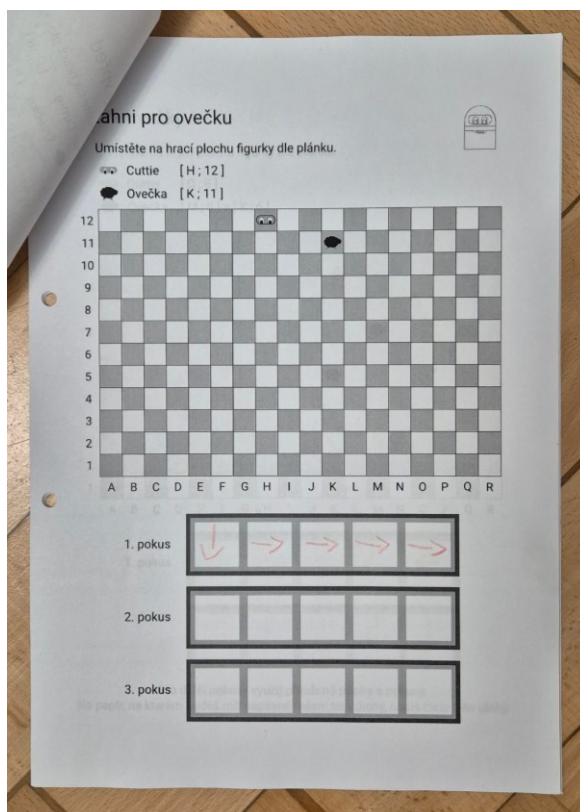 ahni pro ovečku
Umístěte na hrací plochu figurky dle plánku.
Cuttie [ H ; 12 ]
Ovečka [ K ; 11 ]
12
11
10
9
8
7
6
5
4
3
2
1
A B C D E F G H I J K L M N O P Q R
1. pokus ↓ → → → →
2. pokus
3. pokus